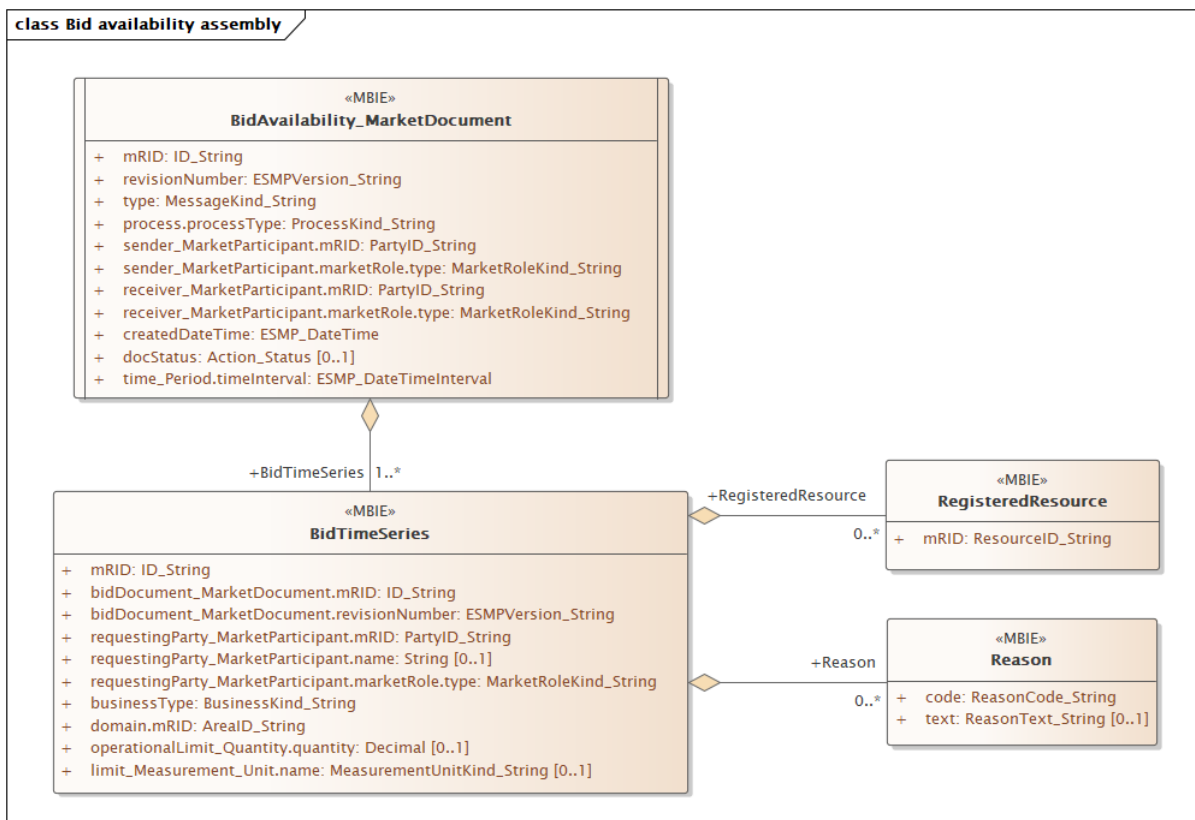 class Bid availability assembly
«MBIE»
BidAvailability_MarketDocument
+ mRID: ID_String
+ revisionNumber: ESMPVersion_String
+ type: MessageKind_String
+ process.processType: ProcessKind_String
+ sender_MarketParticipant.mRID: PartyID_String
+ sender_MarketParticipant.marketRole.type: MarketRoleKind_String
+ receiver_MarketParticipant.mRID: PartyID_String
+ receiver_MarketParticipant.marketRole.type: MarketRoleKind_String
+ createdDateTime: ESMP_DateTime
+ docStatus: Action_Status [0..1]
+ time_Period.timeInterval: ESMP_DateTimeInterval
+BidTimeSeries 1..*
«MBIE»
BidTimeSeries
+ mRID: ID_String
+ bidDocument_MarketDocument.mRID: ID_String
+ bidDocument_MarketDocument.revisionNumber: ESMPVersion_String
+ requestingParty_MarketParticipant.mRID: PartyID_String
+ requestingParty_MarketParticipant.name: String [0..1]
+ requestingParty_MarketParticipant.marketRole.type: MarketRoleKind_String
+ businessType: BusinessKind_String
+ domain.mRID: AreaID_String
+ operationalLimit_Quantity.quantity: Decimal [0..1]
+ limit_Measurement_Unit.name: MeasurementUnitKind_String [0..1]
+RegisteredResource
0..*
«MBIE»
RegisteredResource
+ mRID: ResourceID_String
+Reason
0..*
«MBIE»
Reason
+ code: ReasonCode_String
+ text: ReasonText_String [0..1]